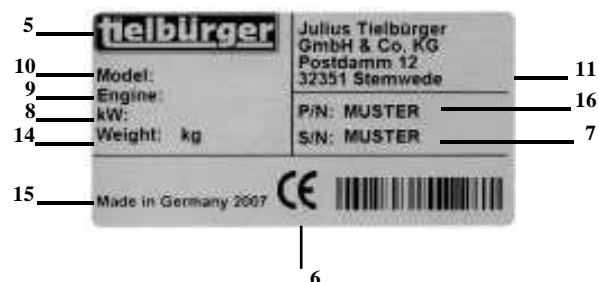 5
tielbürger
10
Model:
9
Engine:
8
kW:
14
Weight: kg
Julius Tielbürger
GmbH & Co. KG
Postdamm 12
32351 Stemwede
11
P/N: MUSTER
16
S/N: MUSTER
7
15
Made in Germany 2007
CE
6